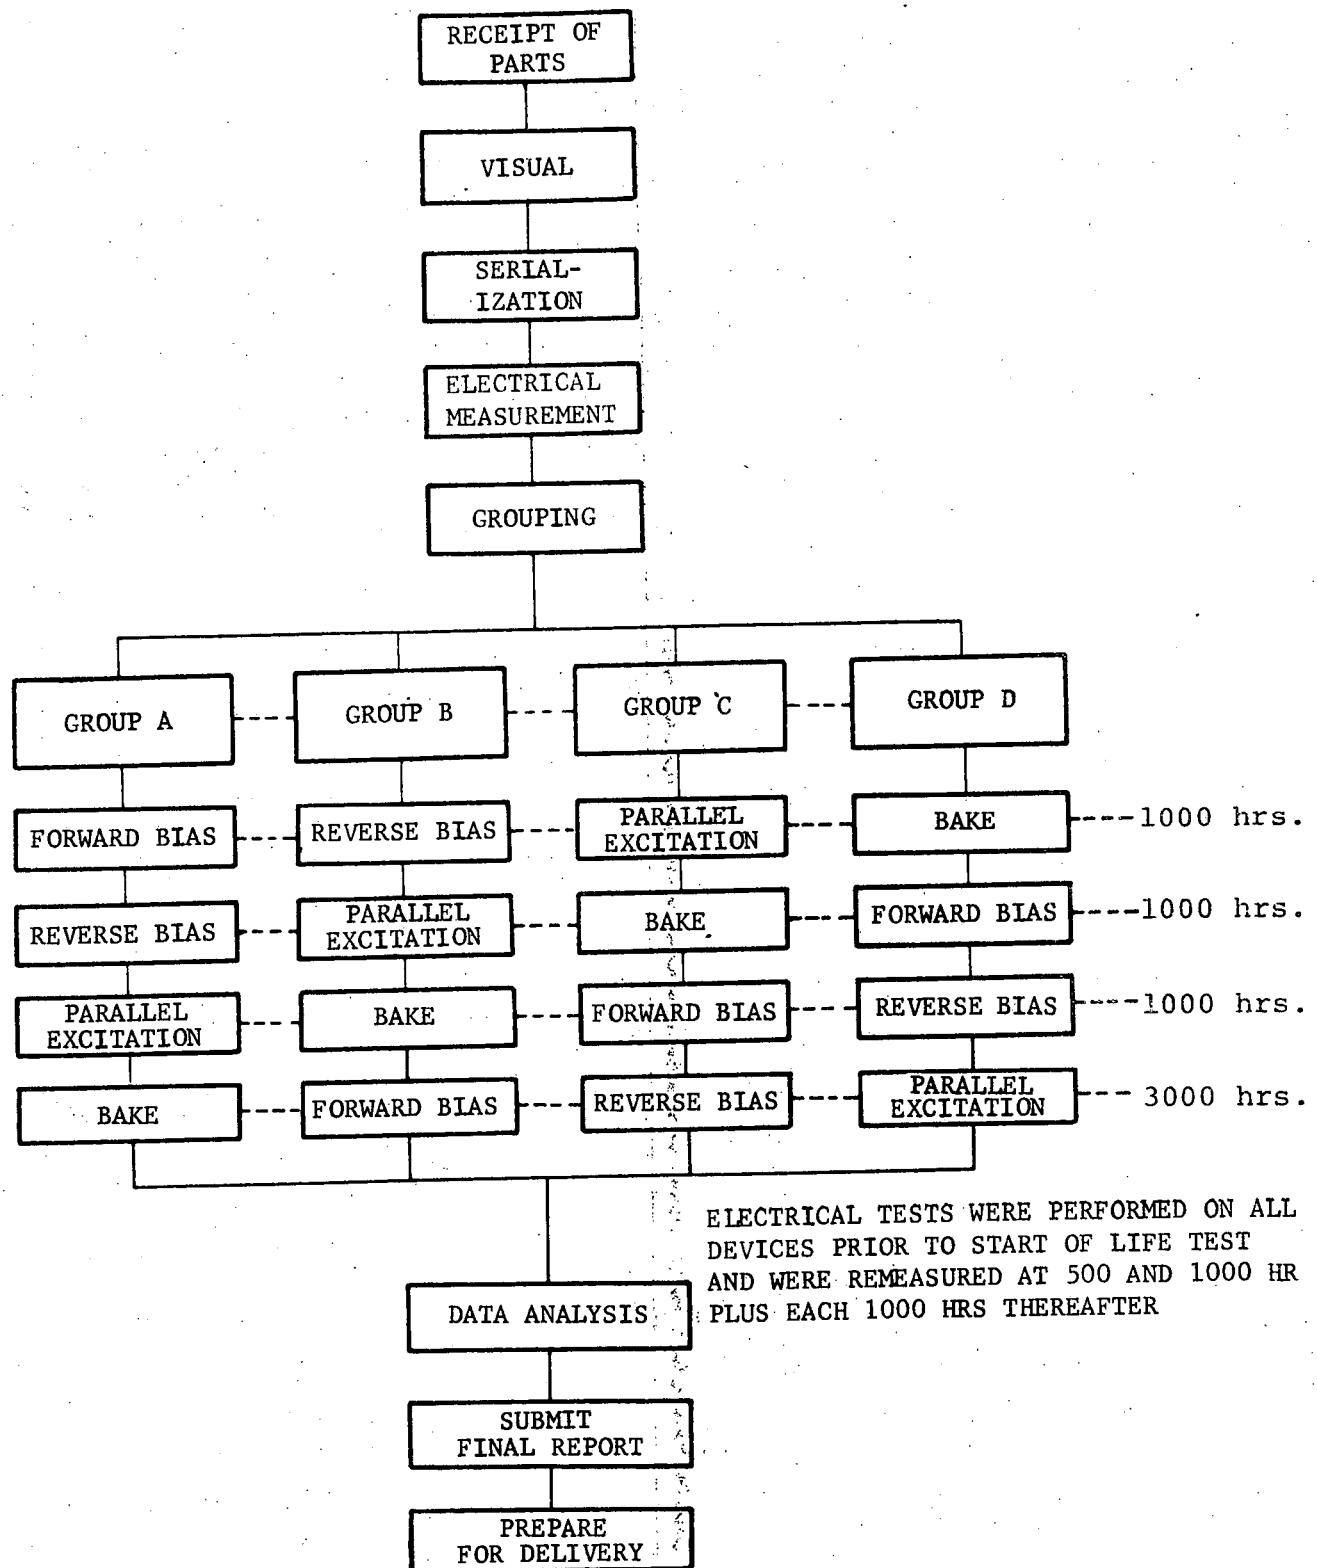 RECEIPT OF
PARTS
VISUAL
SERIAL-
IZATION
ELECTRICAL
MEASUREMENT
GROUPING
GROUP A
GROUP B
GROUP C
GROUP D
FORWARD BIAS
REVERSE BIAS
PARALLEL
EXCITATION
BAKE
1000 hrs.
REVERSE BIAS
PARALLEL
EXCITATION
BAKE
FORWARD BIAS
1000 hrs.
PARALLEL
EXCITATION
BAKE
FORWARD BIAS
REVERSE BIAS
1000 hrs.
BAKE
FORWARD BIAS
REVERSE BIAS
PARALLEL
EXCITATION
3000 hrs.
ELECTRICAL TESTS WERE PERFORMED ON ALL
DEVICES PRIOR TO START OF LIFE TEST
AND WERE REMEASURED AT 500 AND 1000 HR
PLUS EACH 1000 HRS THEREAFTER
DATA ANALYSIS
SUBMIT
FINAL REPORT
PREPARE
FOR DELIVERY